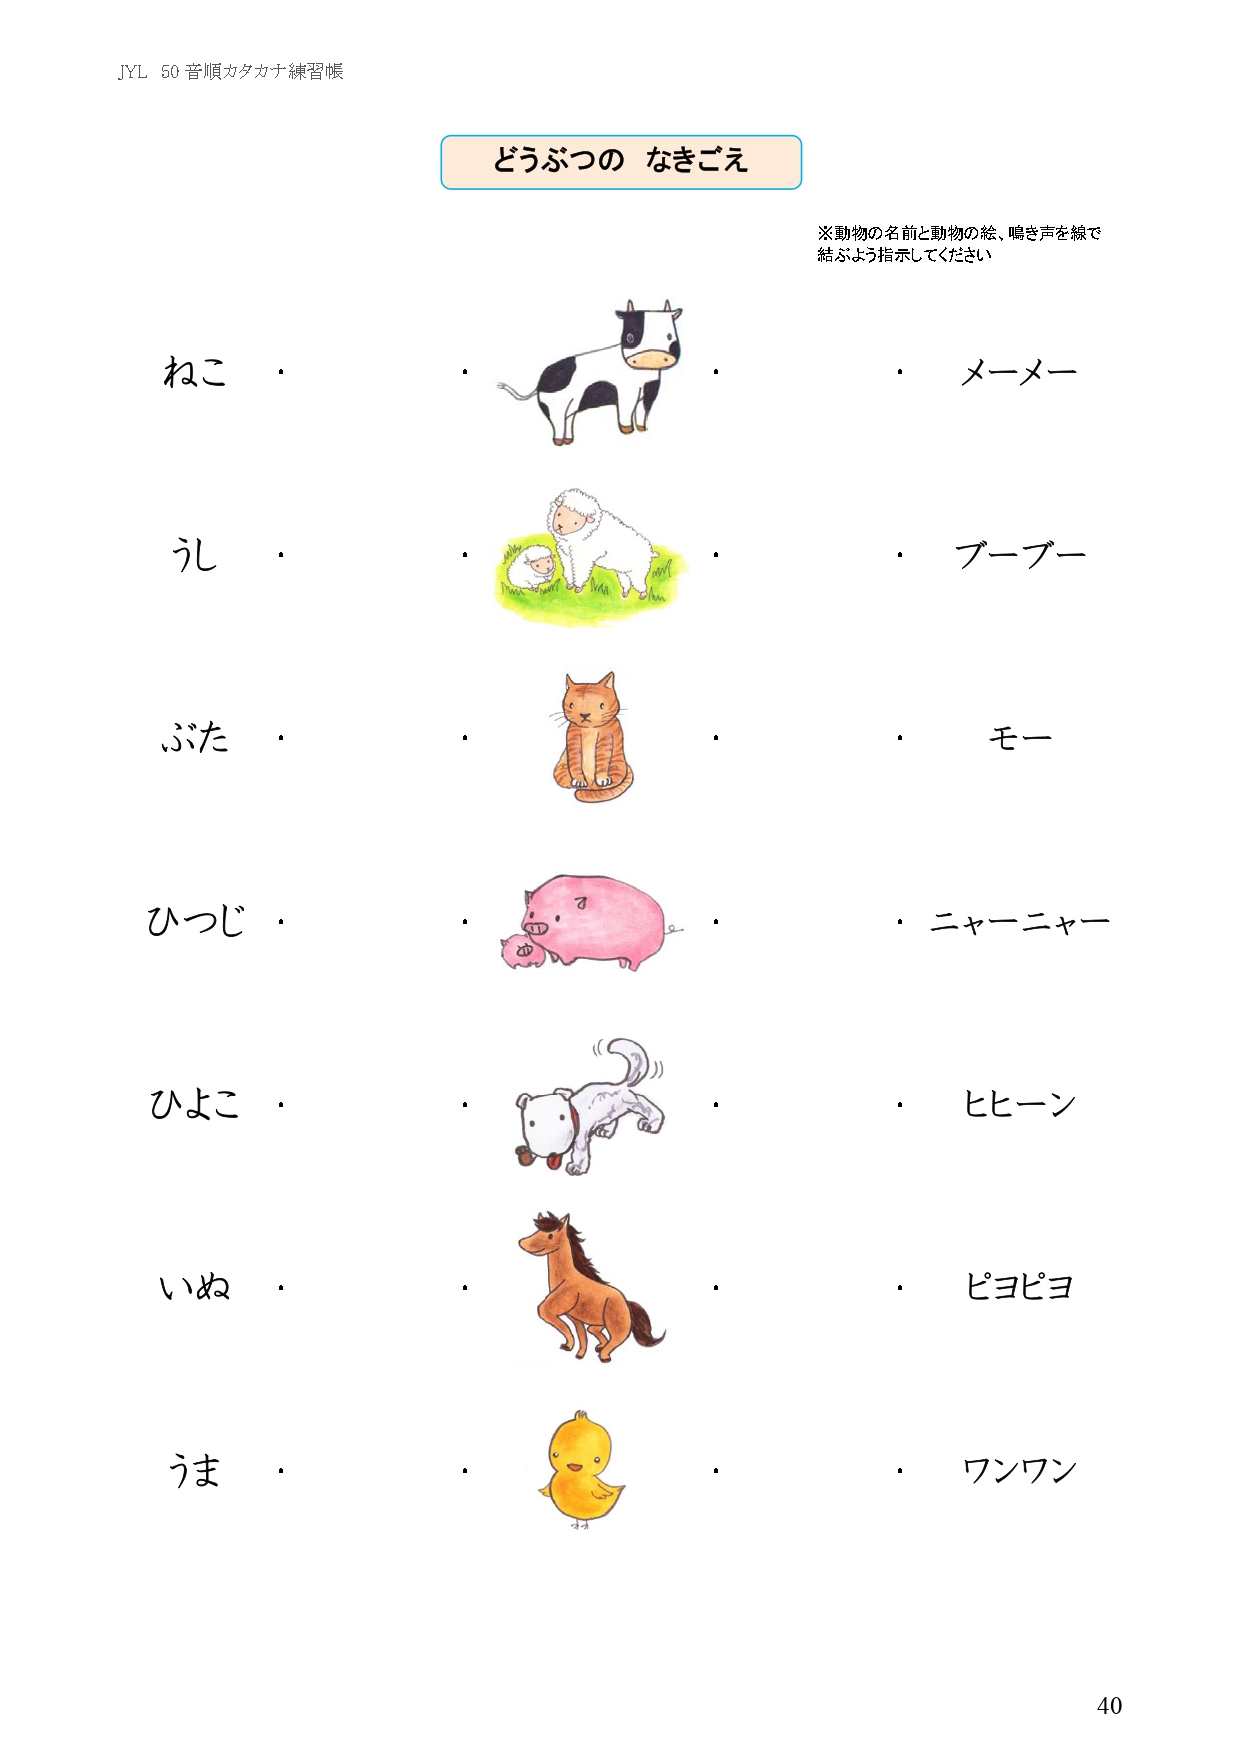 JYL 50音順カタカナ練習帳
どうぶつの なきごえ
※動物の名前と動物の絵、鳴き声を線で
結ぶよう指示してください
ねこ ・ ・ ・ ・ メーメー
うし ・ ・ ・ ・ ブーブー
ぶた ・ ・ ・ ・ モー
ひつじ ・ ・ ・ ・ ニャーニャー
ひよこ ・ ・ ・ ・ ヒヒーン
いぬ ・ ・ ・ ・ ピヨピヨ
うま ・ ・ ・ ・ ワンワン
40